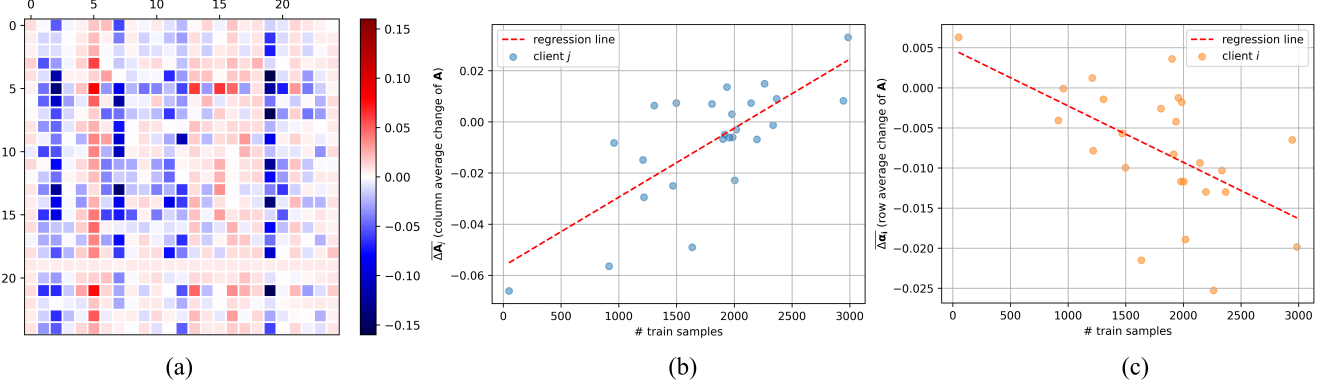 0 5 10 15 20
0
5
10
15
20
0.15
0.10
0.05
0.00
−0.05
−0.10
−0.15
(a)
regression line
client j
0.02
0.00
−0.02
−0.04
−0.06
0 500 1000 1500 2000 2500 3000
# train samples
ΔA̅ⱼ (column average change of A)
(b)
regression line
client i
0.005
0.000
−0.005
−0.010
−0.015
−0.020
−0.025
0 500 1000 1500 2000 2500 3000
# train samples
Δα̅ᵢ (row average change of A)
(c)